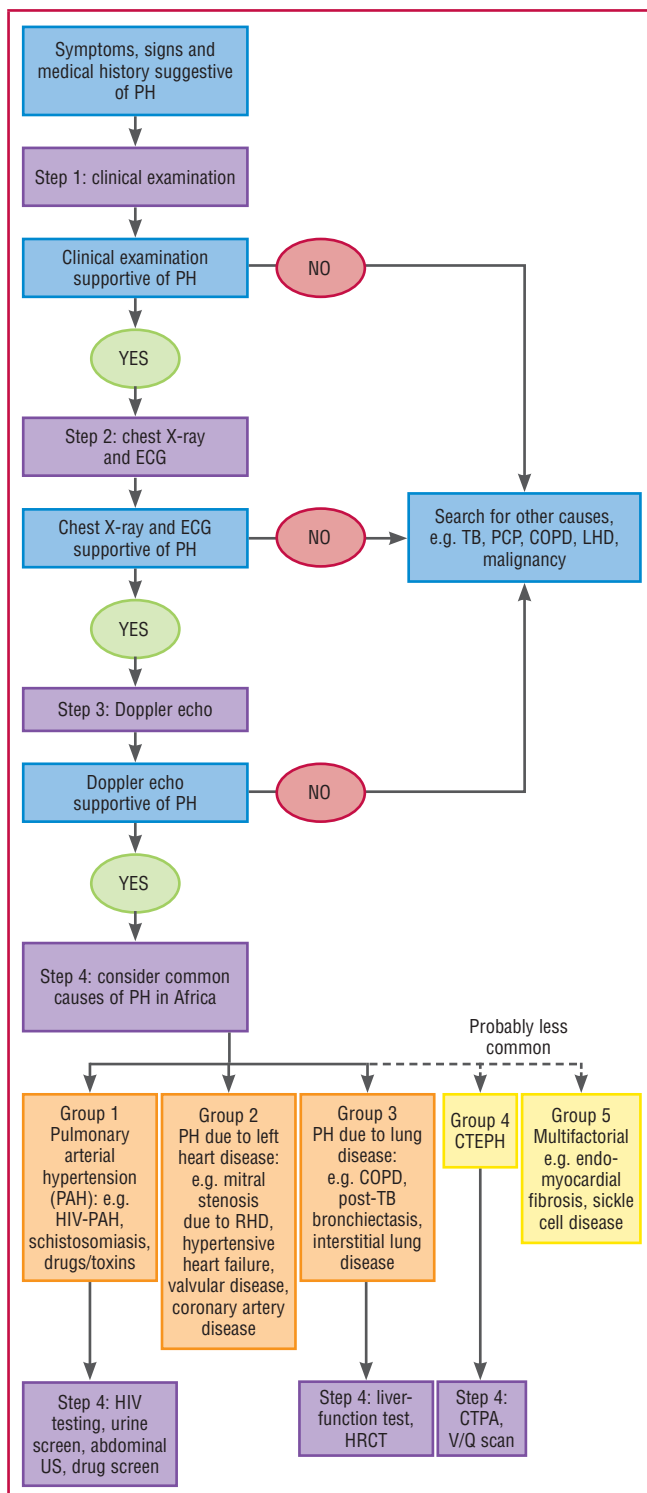 Symptoms, signs and
medical history suggestive
of PH
Step 1: clinical examination
Clinical examination
supportive of PH
NO
YES
Step 2: chest X-ray
and ECG
Chest X-ray and ECG
supportive of PH
NO
Search for other causes,
e.g. TB, PCP, COPD, LHD,
malignancy
YES
Step 3: Doppler echo
Doppler echo
supportive of PH
NO
YES
Step 4: consider common
causes of PH in Africa
Probably less
common
Group 1
Pulmonary
arterial
hypertension
(PAH): e.g.
HIV-PAH,
schistosomiasis,
drugs/toxins
Group 2
PH due to left
heart disease:
e.g. mitral
stenosis
due to RHD,
hypertensive
heart failure,
valvular disease,
coronary artery
disease
Group 3
PH due to lung
disease:
e.g. COPD,
post-TB
bronchiectasis,
interstitial lung
disease
Group 4
CTEPH
Group 5
Multifactorial
e.g. endo-
myocardial
fibrosis, sickle
cell disease
Step 4: HIV
testing, urine
screen, abdominal
US, drug screen
Step 4: liver-
function test,
HRCT
Step 4:
CTPA,
V/Q scan